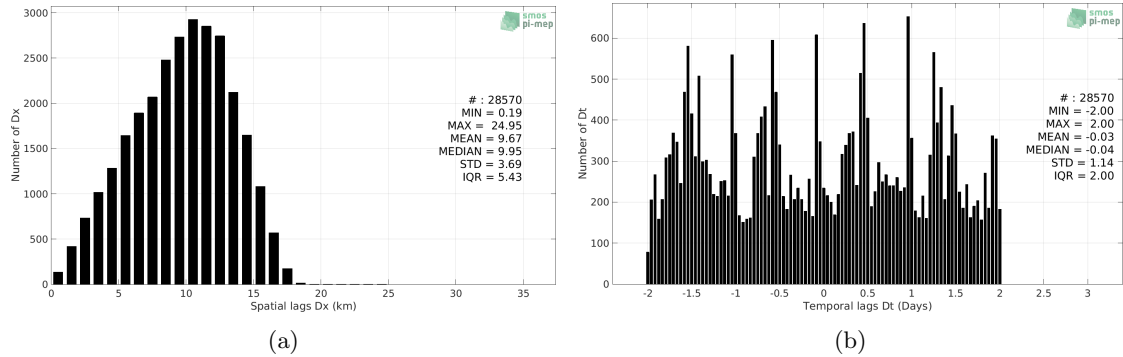 3000
2500
2000
1500
1000
500
0
Number of Dx
0 5 10 15 20 25 30 35
Spatial lags Dx (km)
smos
pi-mep
# : 28570
MIN = 0.19
MAX = 24.95
MEAN = 9.67
MEDIAN = 9.95
STD = 3.69
IQR = 5.43
(a)
600
500
400
300
200
100
0
Number of Dt
-2 -1.5 -1 -0.5 0 0.5 1 1.5 2 2.5 3
Temporal lags Dt (Days)
smos
pi-mep
# : 28570
MIN = -2.00
MAX = 2.00
MEAN = -0.03
MEDIAN = -0.04
STD = 1.14
IQR = 2.00
(b)